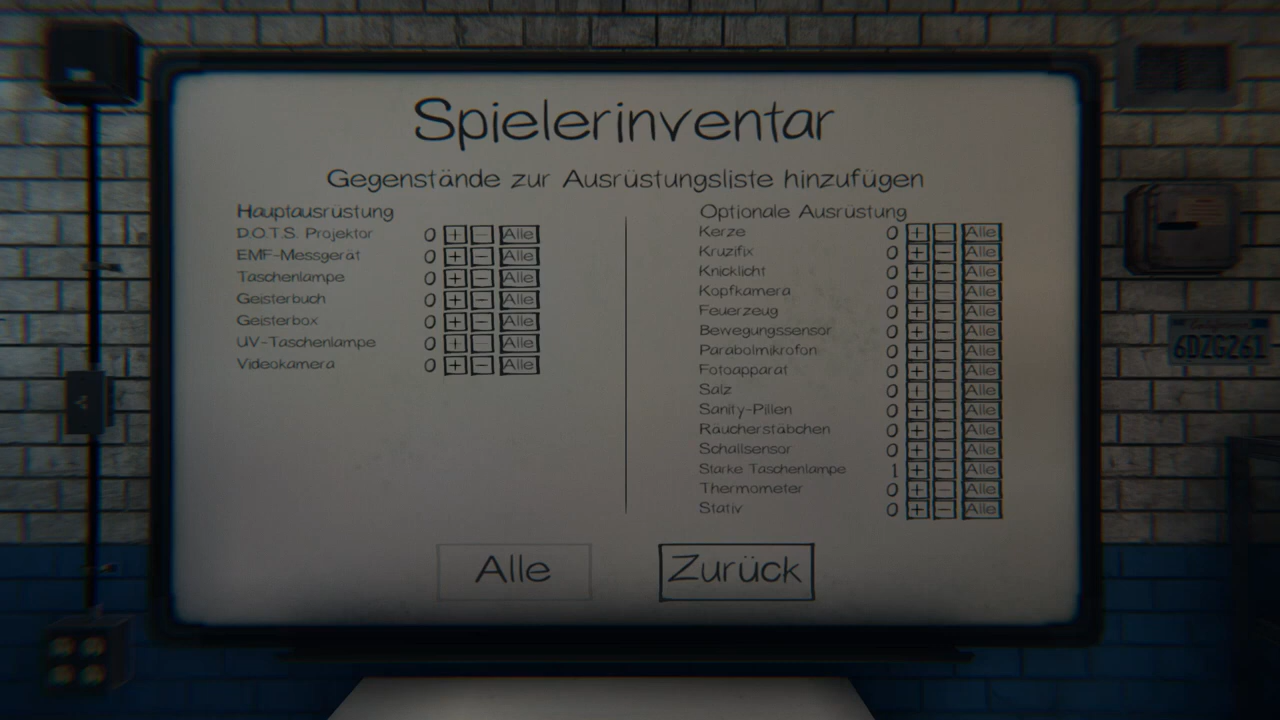 Spielerinventar
Gegenstände zur Ausrüstungsliste hinzufügen
Hauptausrüstung
D.O.T.S. Projektor 0 + - Alle
EMF-Messgerät 0 + - Alle
Taschenlampe 0 + - Alle
Geisterbuch 0 + - Alle
Geisterbox 0 + - Alle
UV-Taschenlampe 0 + - Alle
Videokamera 0 + - Alle
Optionale Ausrüstung
Kerze 0 + - Alle
Kruzifix 0 + - Alle
Knicklicht 0 + - Alle
Kopfkamera 0 + - Alle
Feuerzeug 0 + - Alle
Bewegungssensor 0 + - Alle
Parabolmikrofon 0 + - Alle
Fotoapparat 0 + - Alle
Salz 0 + - Alle
Sanity-Pillen 0 + - Alle
Räucherstäbchen 0 + - Alle
Schallsensor 0 + - Alle
Starke Taschenlampe 1 + - Alle
Thermometer 0 + - Alle
Stativ 0 + - Alle
Alle
Zurück
6DZG261